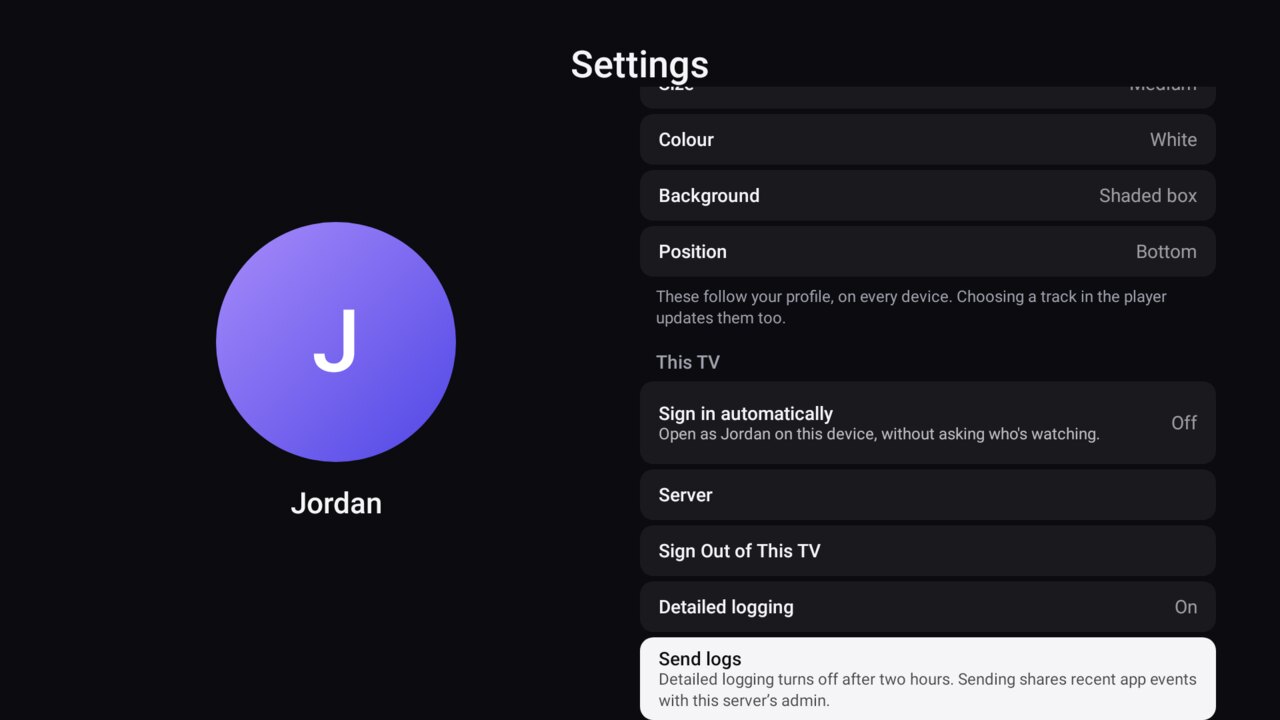 Settings
Size
Medium
Colour
White
Background
Shaded box
Position
Bottom
These follow your profile, on every device. Choosing a track in the player
updates them too.
This TV
Sign in automatically
Open as Jordan on this device, without asking who's watching.
Off
Server
Sign Out of This TV
Detailed logging
On
Send logs
Detailed logging turns off after two hours. Sending shares recent app events
with this server’s admin.
J
Jordan